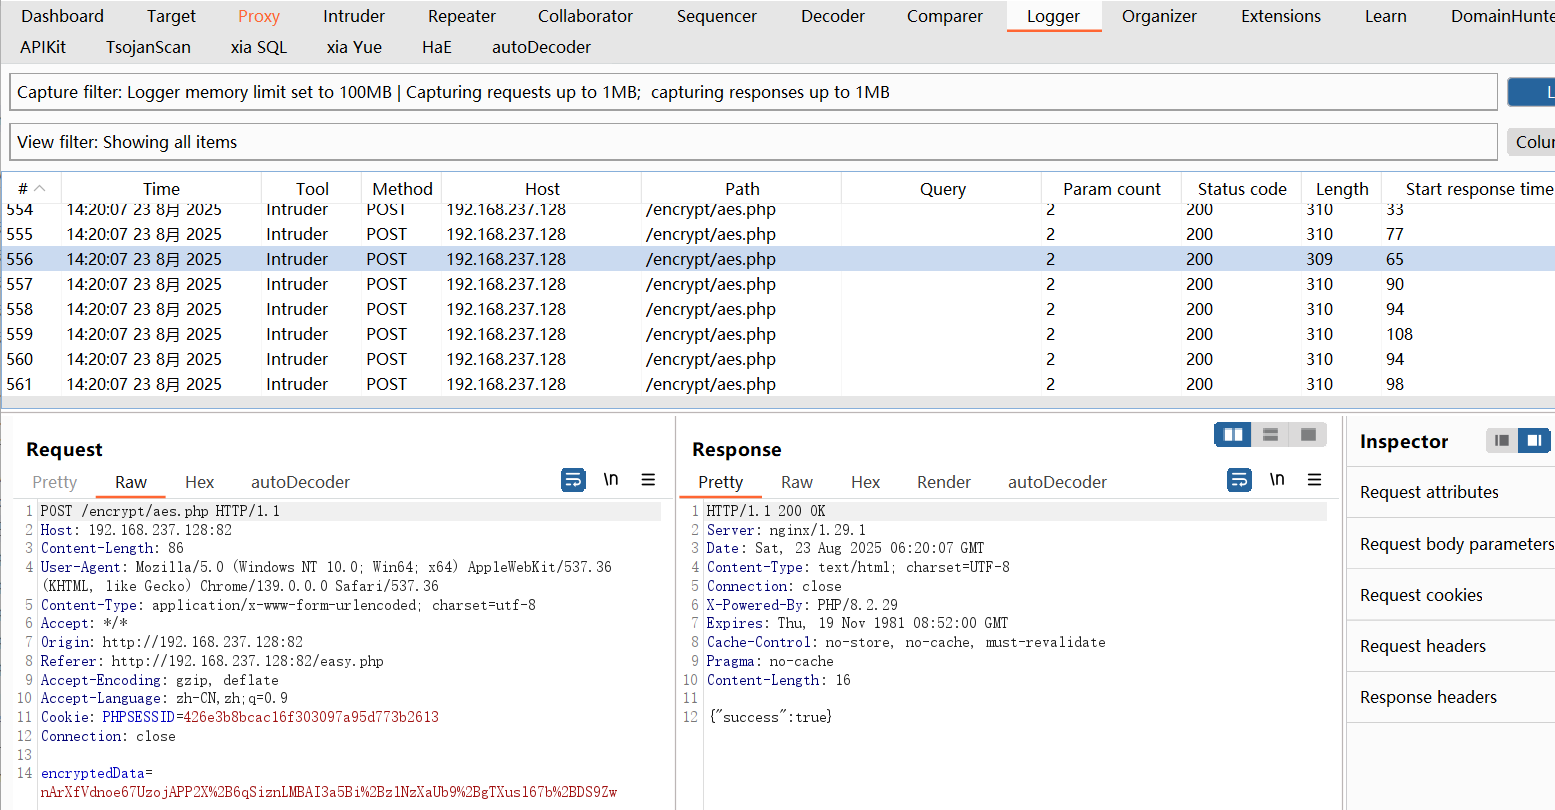 Dashboard Target Proxy Intruder Repeater Collaborator Sequencer Decoder Comparer Logger Organizer Extensions Learn DomainHunte
APIKit TsojanScan xia SQL xia Yue HaE autoDecoder
Capture filter: Logger memory limit set to 100MB | Capturing requests up to 1MB; capturing responses up to 1MB
View filter: Showing all items Colur
# Time Tool Method Host Path Query Param count Status code Length Start response time
554 14:20:07 23 8月 2025 Intruder POST 192.168.237.128 /encrypt/aes.php 2 200 310 33
555 14:20:07 23 8月 2025 Intruder POST 192.168.237.128 /encrypt/aes.php 2 200 310 77
556 14:20:07 23 8月 2025 Intruder POST 192.168.237.128 /encrypt/aes.php 2 200 309 65
557 14:20:07 23 8月 2025 Intruder POST 192.168.237.128 /encrypt/aes.php 2 200 310 90
558 14:20:07 23 8月 2025 Intruder POST 192.168.237.128 /encrypt/aes.php 2 200 310 94
559 14:20:07 23 8月 2025 Intruder POST 192.168.237.128 /encrypt/aes.php 2 200 310 108
560 14:20:07 23 8月 2025 Intruder POST 192.168.237.128 /encrypt/aes.php 2 200 310 94
561 14:20:07 23 8月 2025 Intruder POST 192.168.237.128 /encrypt/aes.php 2 200 310 98
Request
Pretty Raw Hex autoDecoder \n
1 POST /encrypt/aes.php HTTP/1.1
2 Host: 192.168.237.128:82
3 Content-Length: 86
4 User-Agent: Mozilla/5.0 (Windows NT 10.0; Win64; x64) AppleWebKit/537.36
(KHTML, like Gecko) Chrome/139.0.0.0 Safari/537.36
5 Content-Type: application/x-www-form-urlencoded; charset=utf-8
6 Accept: */*
7 Origin: http://192.168.237.128:82
8 Referer: http://192.168.237.128:82/easy.php
9 Accept-Encoding: gzip, deflate
10 Accept-Language: zh-CN,zh;q=0.9
11 Cookie: PHPSESSID=426e3b8bcac16f303097a95d773b2613
12 Connection: close
13
14 encryptedData=
nArXfVdnoe67UzojAPP2X%2B6qSiznLMBAI3a5Bi%2BzlNzXaUb9%2BgTXusl67b%2BDS9Zw
Response
Pretty Raw Hex Render autoDecoder \n
1 HTTP/1.1 200 OK
2 Server: nginx/1.29.1
3 Date: Sat, 23 Aug 2025 06:20:07 GMT
4 Content-Type: text/html; charset=UTF-8
5 Connection: close
6 X-Powered-By: PHP/8.2.29
7 Expires: Thu, 19 Nov 1981 08:52:00 GMT
8 Cache-Control: no-store, no-cache, must-revalidate
9 Pragma: no-cache
10 Content-Length: 16
11
12 {"success":true}
Inspector
Request attributes
Request body parameters
Request cookies
Request headers
Response headers